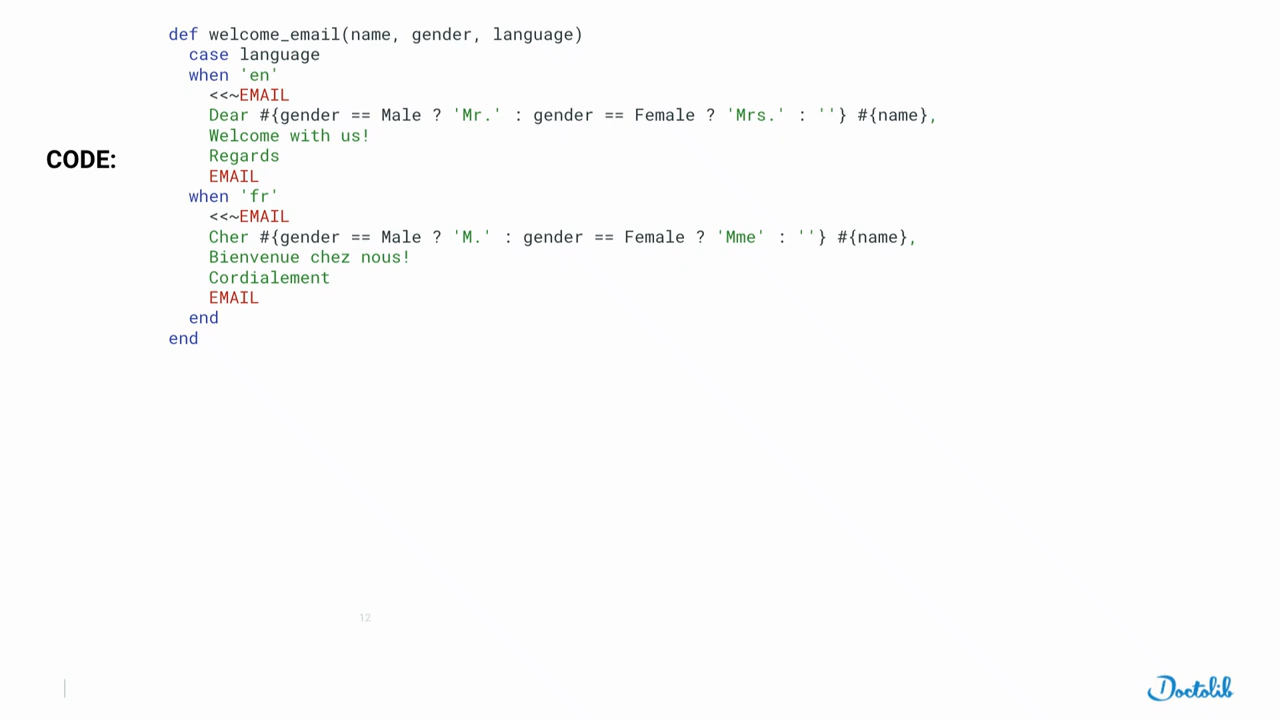 def welcome_email(name, gender, language)
case language
when 'en'
<<~EMAIL
Dear #{gender == Male ? 'Mr.' : gender == Female ? 'Mrs.' : ''} #{name},
Welcome with us!
Regards
EMAIL
CODE:
when 'fr'
<<~EMAIL
Cher #{gender == Male ? 'M.' : gender == Female ? 'Mme' : ''} #{name},
Bienvenue chez nous!
Cordialement
EMAIL
end
end
12
Doctolib